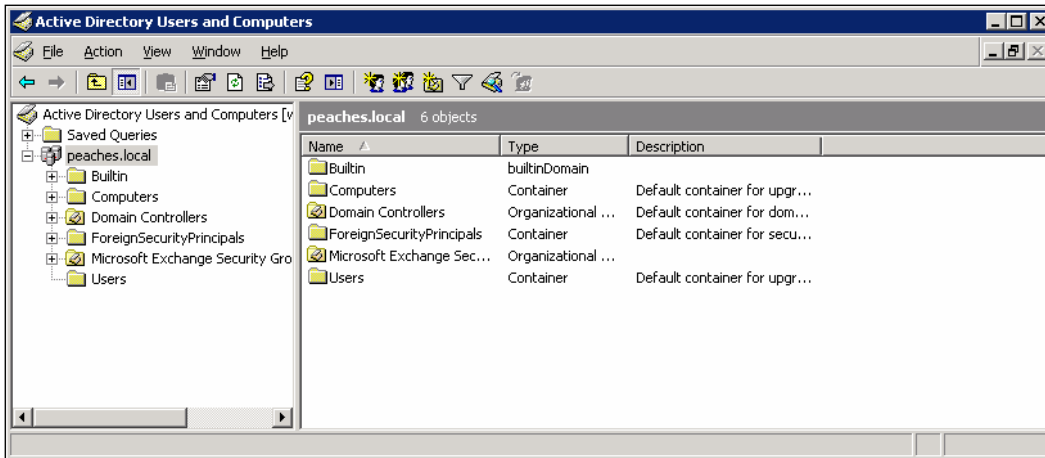 Active Directory Users and Computers
File Action View Window Help
Active Directory Users and Computers [v
Saved Queries
peaches.local
Builtin
Computers
Domain Controllers
ForeignSecurityPrincipals
Microsoft Exchange Security Gro
Users
peaches.local 6 objects
Name Type Description
Builtin builtinDomain
Computers Container Default container for upgr...
Domain Controllers Organizational ... Default container for dom...
ForeignSecurityPrincipals Container Default container for secu...
Microsoft Exchange Sec... Organizational ...
Users Container Default container for upgr...